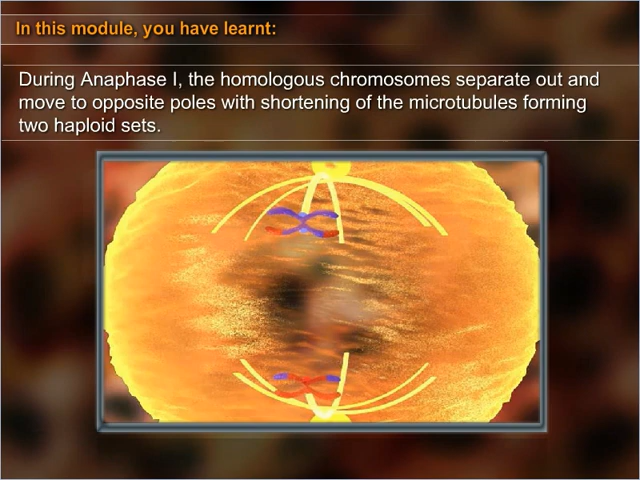 In this module, you have learnt:
During Anaphase I, the homologous chromosomes separate out and
move to opposite poles with shortening of the microtubules forming
two haploid sets.